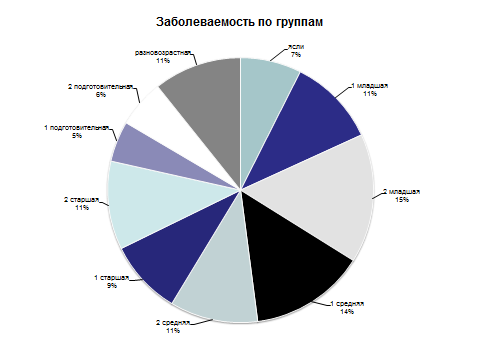 Заболеваемость по группам
ясли
7%
1 младшая
11%
2 младшая
15%
1 средняя
14%
2 средняя
11%
1 старшая
9%
2 старшая
11%
1 подготовительная
5%
2 подготовительная
6%
разновозрастная
11%